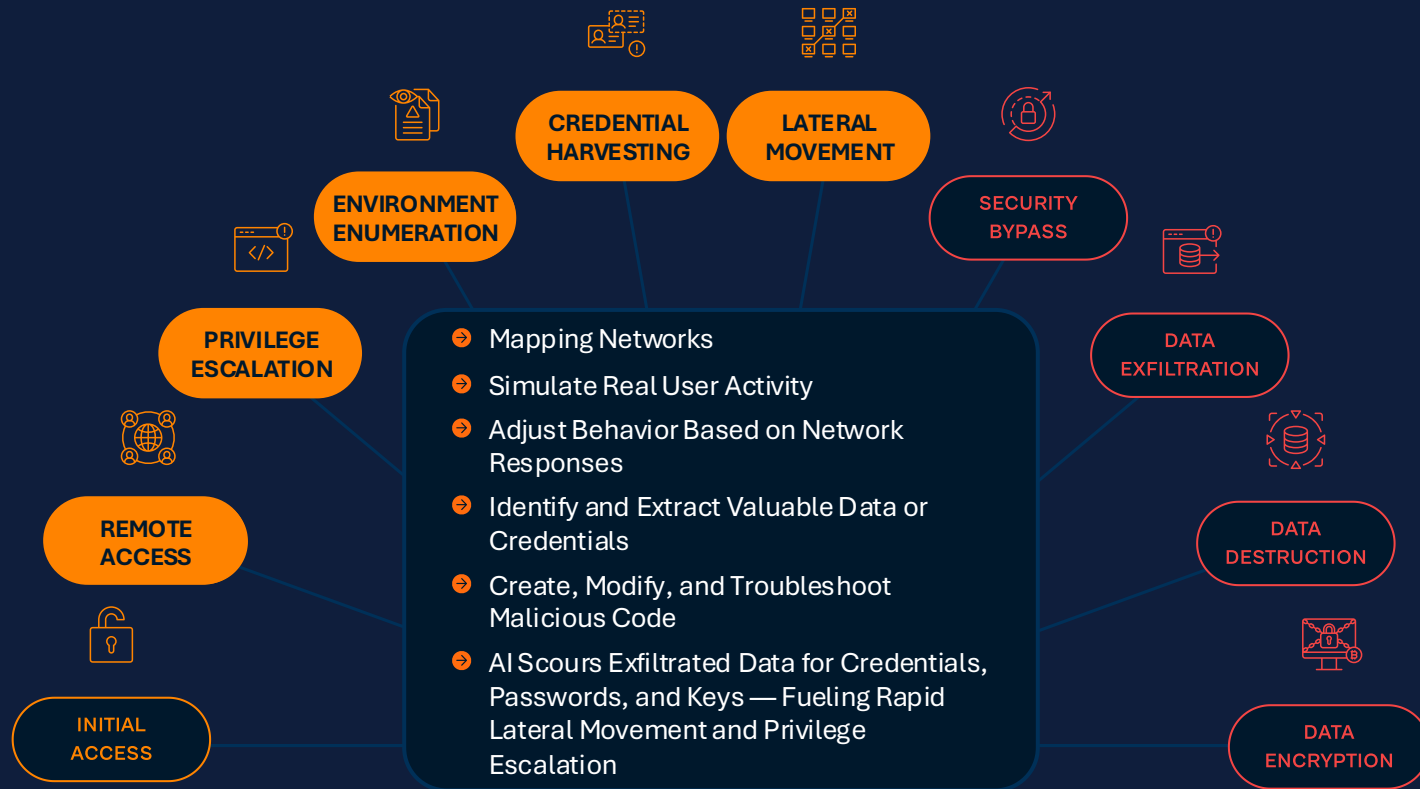 CREDENTIAL
HARVESTING
LATERAL
MOVEMENT
ENVIRONMENT
ENUMERATION
SECURITY
BYPASS
PRIVILEGE
ESCALATION
DATA
EXFILTRATION
REMOTE
ACCESS
DATA
DESTRUCTION
INITIAL
ACCESS
DATA
ENCRYPTION
Mapping Networks
Simulate Real User Activity
Adjust Behavior Based on Network
Responses
Identify and Extract Valuable Data or
Credentials
Create, Modify, and Troubleshoot
Malicious Code
AI Scours Exfiltrated Data for Credentials,
Passwords, and Keys — Fueling Rapid
Lateral Movement and Privilege
Escalation